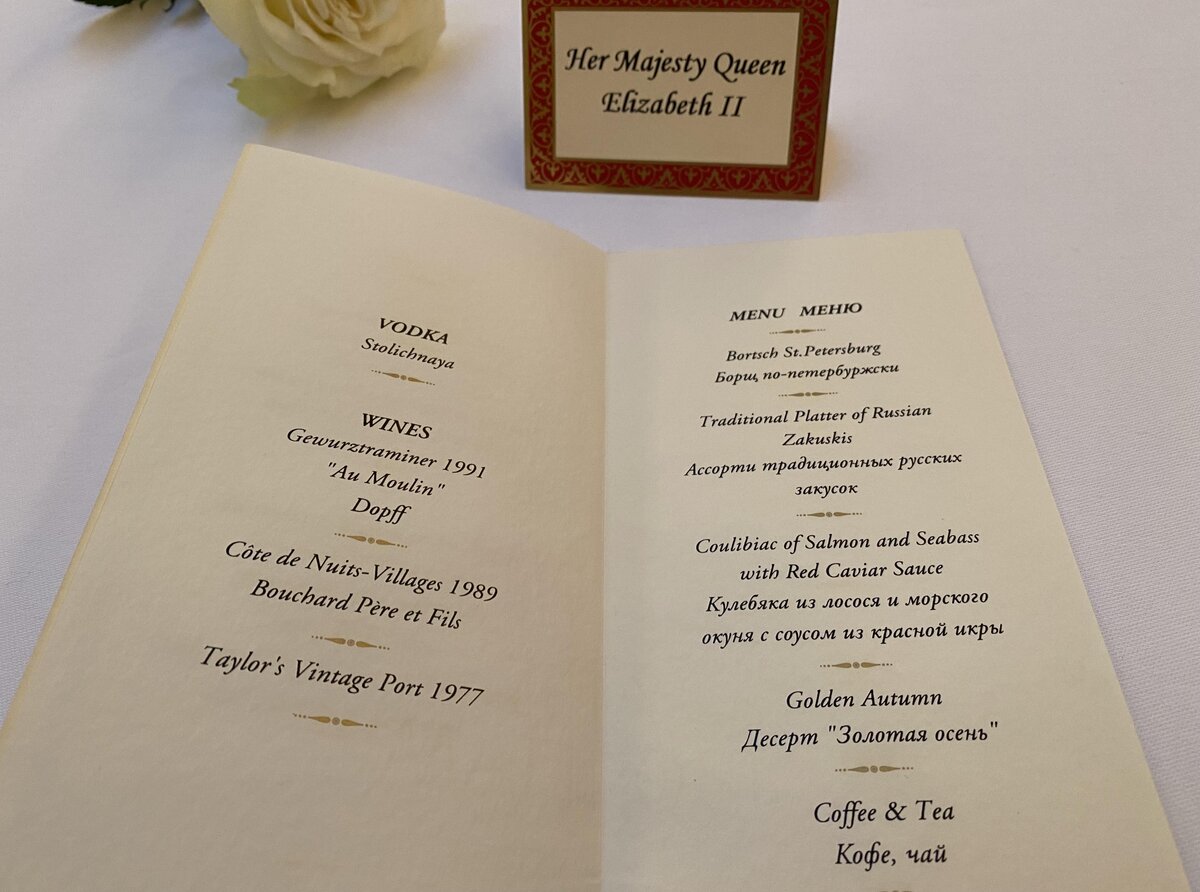 Her Majesty Queen
Elizabeth II
VODKA
Stolichnaya
WINES
Gewurztraminer 1991
"Au Moulin"
Dopff
Côte de Nuits-Villages 1989
Bouchard Père et Fils
Taylor's Vintage Port 1977
MENU МЕНЮ
Bortsch St.Petersburg
Борщ по-петербуржски
Traditional Platter of Russian
Zakuskis
Ассорти традиционных русских
закусок
Coulibiac of Salmon and Seabass
with Red Caviar Sauce
Кулебяка из лосося и морского
окуня с соусом из красной икры
Golden Autumn
Десерт "Золотая осень"
Coffee & Tea
Кофе, чай